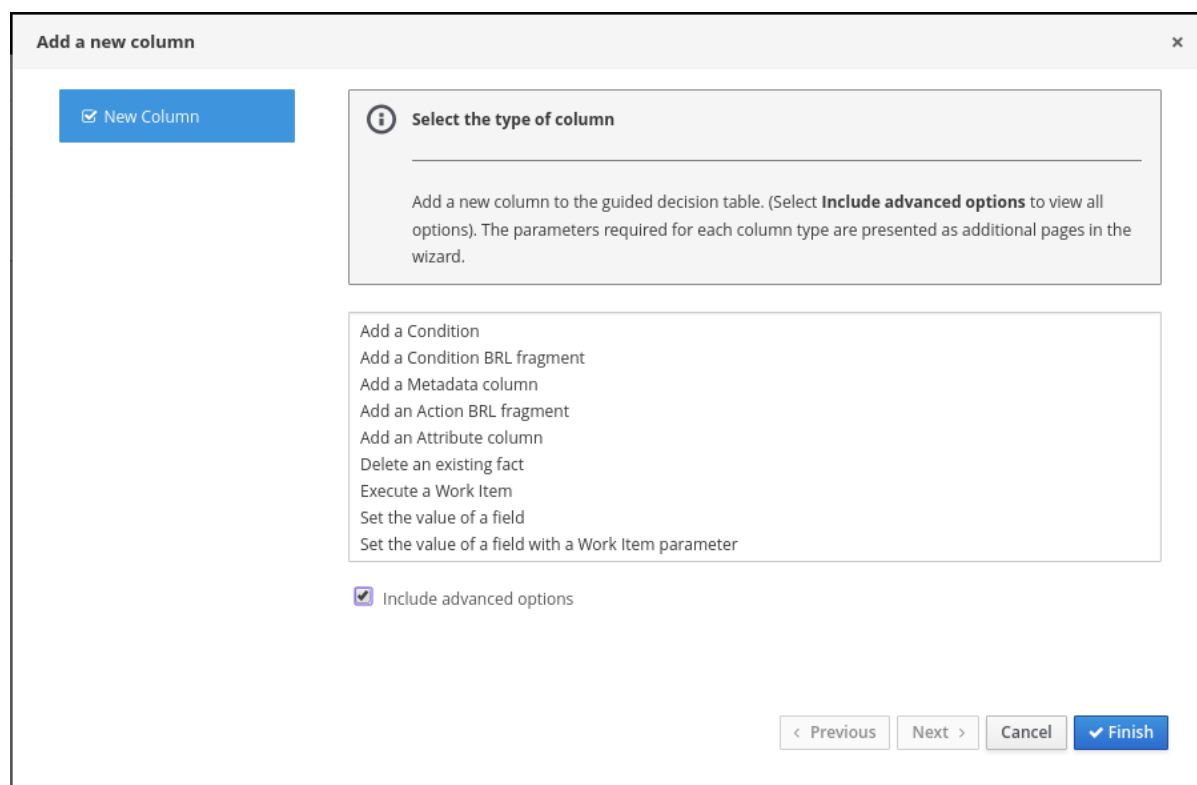 Add a new column ×
New Column
Select the type of column
Add a new column to the guided decision table. (Select Include advanced options to view all
options). The parameters required for each column type are presented as additional pages in the
wizard.
Add a Condition
Add a Condition BRL fragment
Add a Metadata column
Add an Action BRL fragment
Add an Attribute column
Delete an existing fact
Execute a Work Item
Set the value of a field
Set the value of a field with a Work Item parameter
Include advanced options
< Previous Next > Cancel Finish